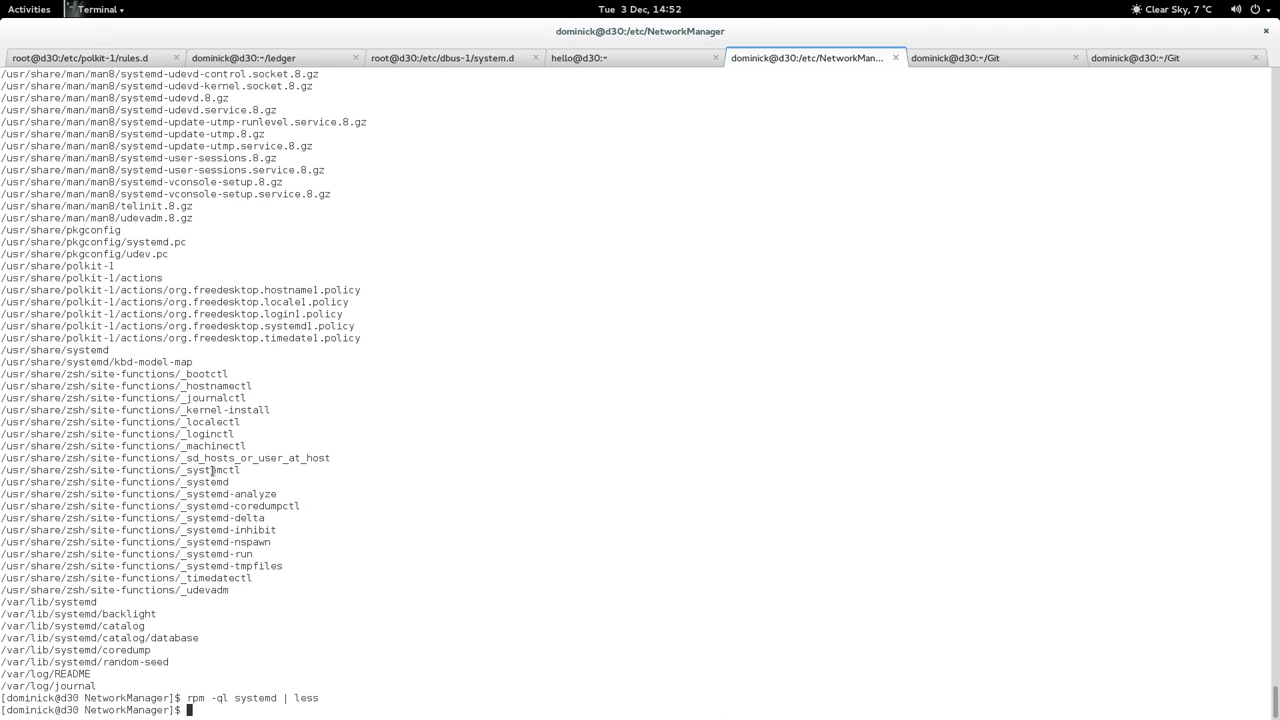 Activities Terminal Tue 3 Dec, 14:52 Clear Sky, 7 °C
dominick@d30:/etc/NetworkManager
root@d30:/etc/polkit-1/rules.d dominick@d30:~/ledger root@d30:/etc/dbus-1/system.d hello@d30:~ dominick@d30:/etc/NetworkMan... dominick@d30:~/Git dominick@d30:~/Git
/usr/share/man/man8/systemd-udevd-control.socket.8.gz
/usr/share/man/man8/systemd-udevd-kernel.socket.8.gz
/usr/share/man/man8/systemd-udevd.8.gz
/usr/share/man/man8/systemd-udevd.service.8.gz
/usr/share/man/man8/systemd-update-utmp-runlevel.service.8.gz
/usr/share/man/man8/systemd-update-utmp.8.gz
/usr/share/man/man8/systemd-update-utmp.service.8.gz
/usr/share/man/man8/systemd-user-sessions.8.gz
/usr/share/man/man8/systemd-user-sessions.service.8.gz
/usr/share/man/man8/systemd-vconsole-setup.8.gz
/usr/share/man/man8/systemd-vconsole-setup.service.8.gz
/usr/share/man/man8/telinit.8.gz
/usr/share/man/man8/udevadm.8.gz
/usr/share/pkgconfig
/usr/share/pkgconfig/systemd.pc
/usr/share/pkgconfig/udev.pc
/usr/share/polkit-1
/usr/share/polkit-1/actions
/usr/share/polkit-1/actions/org.freedesktop.hostname1.policy
/usr/share/polkit-1/actions/org.freedesktop.locale1.policy
/usr/share/polkit-1/actions/org.freedesktop.login1.policy
/usr/share/polkit-1/actions/org.freedesktop.systemd1.policy
/usr/share/polkit-1/actions/org.freedesktop.timedate1.policy
/usr/share/systemd
/usr/share/systemd/kbd-model-map
/usr/share/zsh/site-functions/_bootctl
/usr/share/zsh/site-functions/_hostnamectl
/usr/share/zsh/site-functions/_journalctl
/usr/share/zsh/site-functions/_kernel-install
/usr/share/zsh/site-functions/_localectl
/usr/share/zsh/site-functions/_loginctl
/usr/share/zsh/site-functions/_machinectl
/usr/share/zsh/site-functions/_sd_hosts_or_user_at_host
/usr/share/zsh/site-functions/_systemctl
/usr/share/zsh/site-functions/_systemd
/usr/share/zsh/site-functions/_systemd-analyze
/usr/share/zsh/site-functions/_systemd-coredumpctl
/usr/share/zsh/site-functions/_systemd-delta
/usr/share/zsh/site-functions/_systemd-inhibit
/usr/share/zsh/site-functions/_systemd-nspawn
/usr/share/zsh/site-functions/_systemd-run
/usr/share/zsh/site-functions/_systemd-tmpfiles
/usr/share/zsh/site-functions/_timedatectl
/usr/share/zsh/site-functions/_udevadm
/var/lib/systemd
/var/lib/systemd/backlight
/var/lib/systemd/catalog
/var/lib/systemd/catalog/database
/var/lib/systemd/coredump
/var/lib/systemd/random-seed
/var/log/README
/var/log/journal
[dominick@d30 NetworkManager]$ rpm -ql systemd | less
[dominick@d30 NetworkManager]$